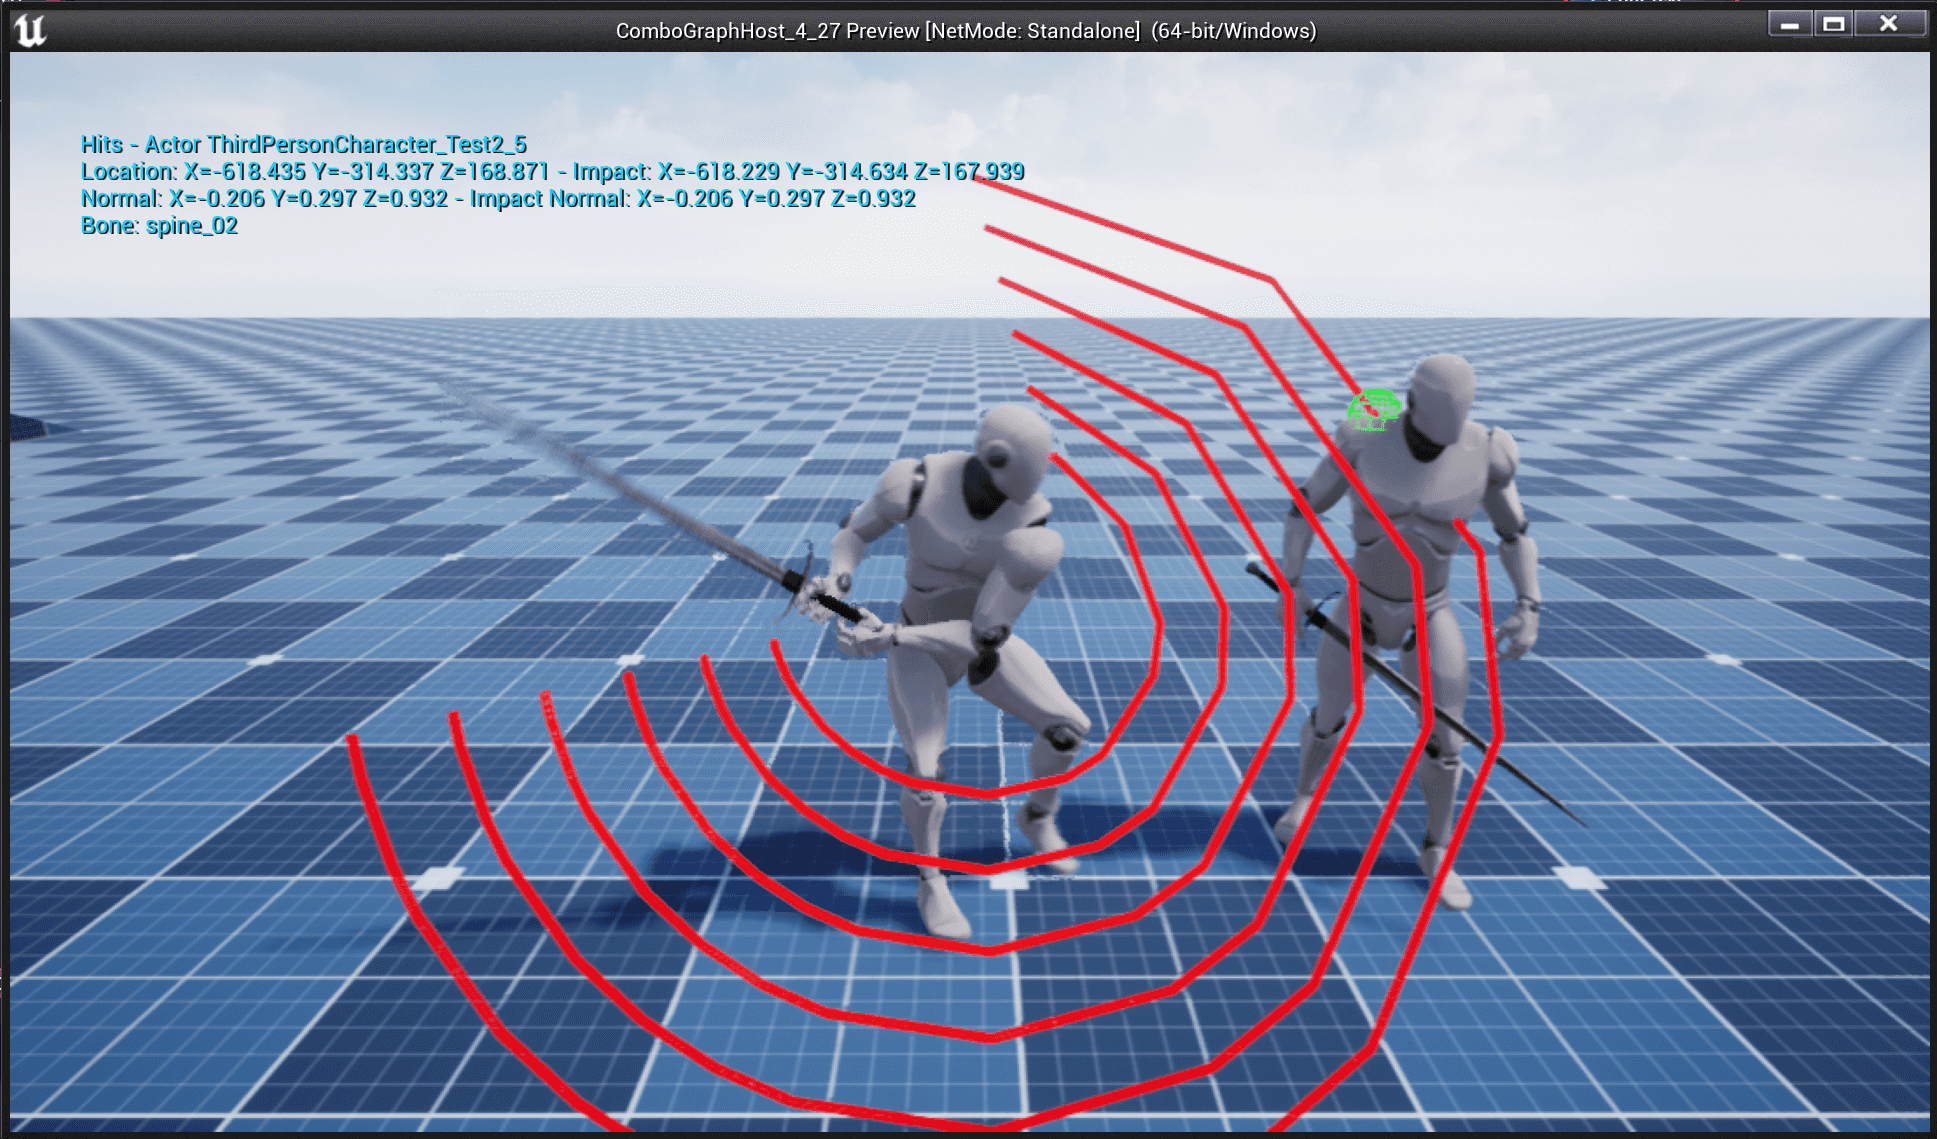 ComboGraphHost_4_27 Preview [NetMode: Standalone] (64-bit/Windows)
Hits - Actor ThirdPersonCharacter_Test2_5
Location: X=-618.435 Y=-314.337 Z=168.871 - Impact: X=-618.229 Y=-314.634 Z=167.939
Normal: X=-0.206 Y=0.297 Z=0.932 - Impact Normal: X=-0.206 Y=0.297 Z=0.932
Bone: spine_02